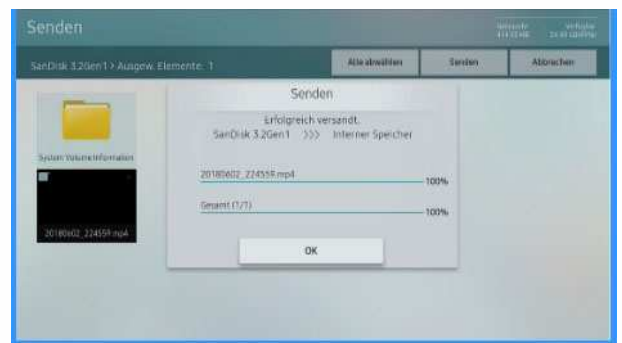 Senden
SanDisk 3.2Gen1 > Ausgew. Elemente: 1
Alle abwählen
Senden
Abbrechen
System Volume Information
20180602_224559.mp4
Senden
Erfolgreich versandt.
SanDisk 3.2Gen1 >>> Interner Speicher
20180602_224559.mp4
100%
Gesamt (1/1)
100%
OK